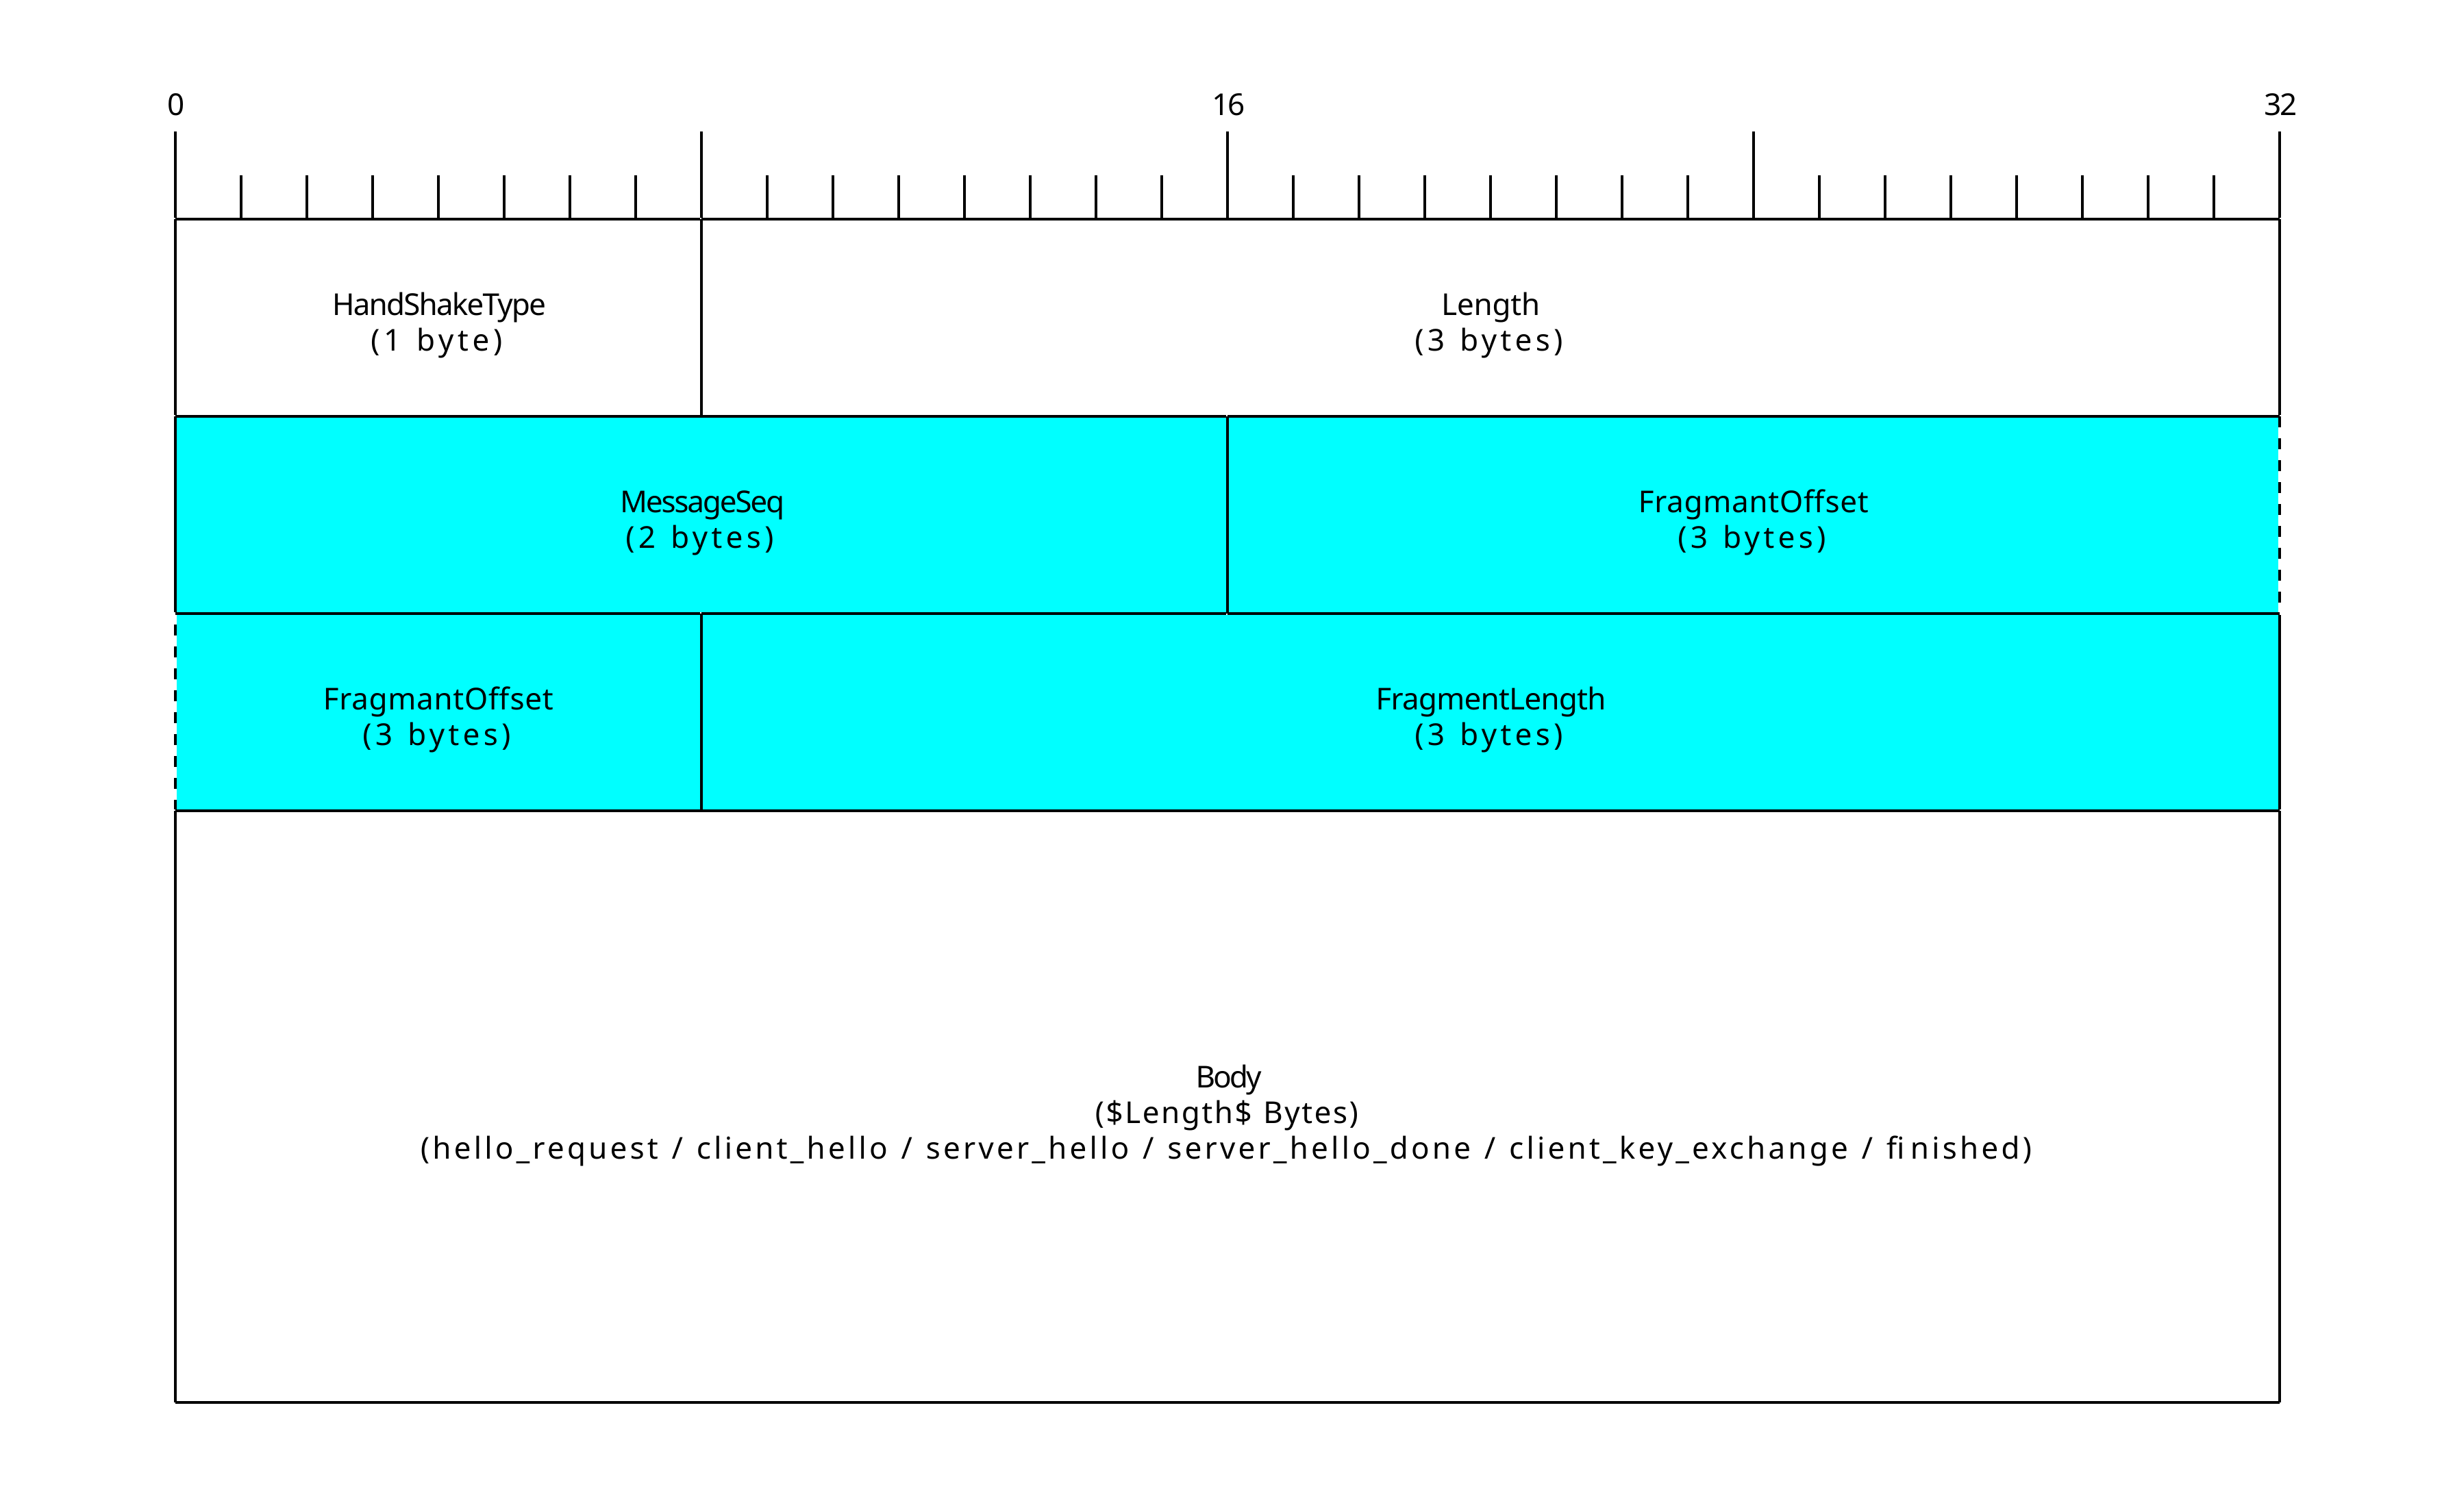 0
16
32
HandShakeType
(1 byte)
Length
(3 bytes)
MessageSeq
(2 bytes)
FragmantOffset
(3 bytes)
FragmantOffset
(3 bytes)
FragmentLength
(3 bytes)
Body
($Length$ Bytes)
(hello_request / client_hello / server_hello / server_hello_done / client_key_exchange / finished)